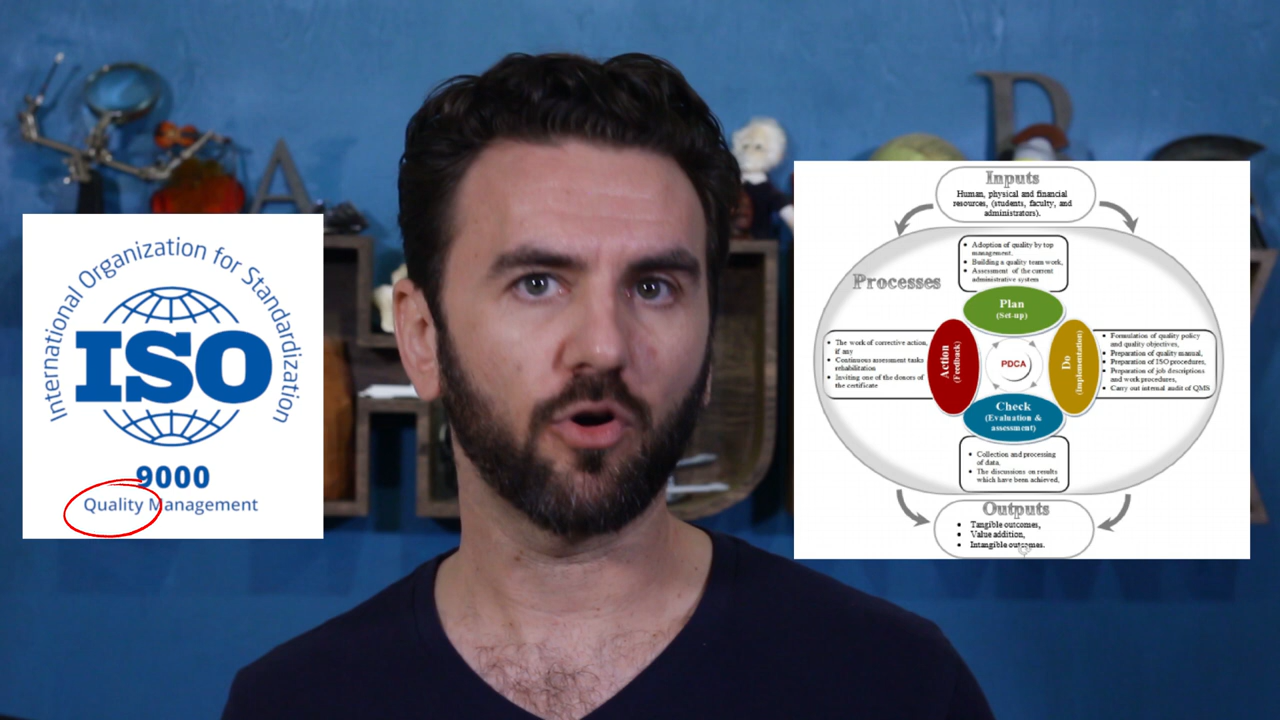 International Organization for Standardization
ISO
9000
Quality Management
Inputs
Human, physical and financial
resources, (students, faculty, and
administrators).
Processes
• Adoption of quality by top
management,
• Building a quality team work,
• Assessment of the current
administrative system
Plan
(Set-up)
• The work of corrective action,
if any
• Continuous assessment tasks
rehabilitation
• Inviting one of the donors of
the certificate
Action
(Feedback)
PDCA
Do
(Implementation)
• Formulation of quality policy
and quality objectives,
• Preparation of quality manual,
• Preparation of ISO procedures,
• Preparation of job descriptions
and work procedures,
• Carry out internal audit of QMS
Check
(Evaluation &
assessment)
• Collection and processing
of data,
• The discussions on results
which have been achieved,
Outputs
• Tangible outcomes,
• Value addition,
• Intangible outcomes.
A
R